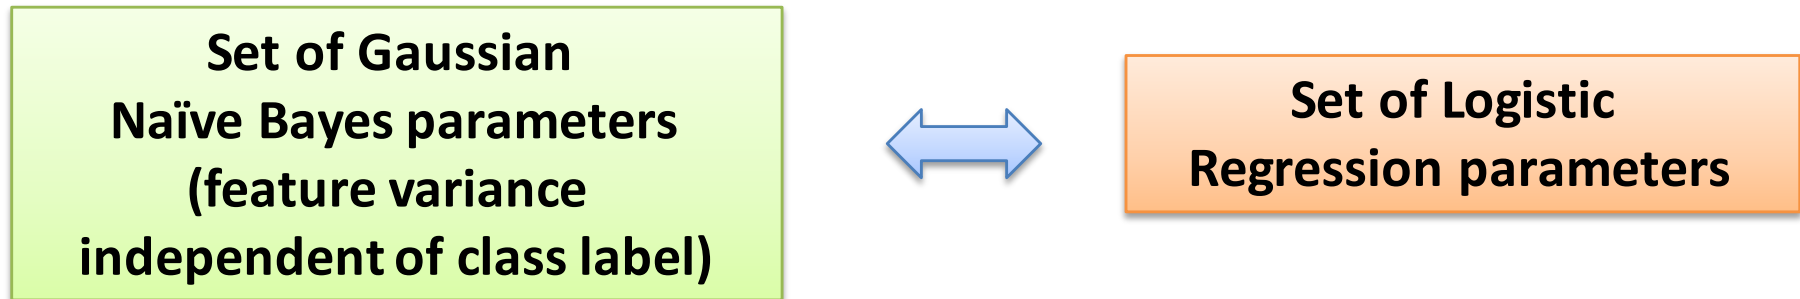 Set of Gaussian
Naïve Bayes parameters
(feature variance
independent of class label)
Set of Logistic
Regression parameters